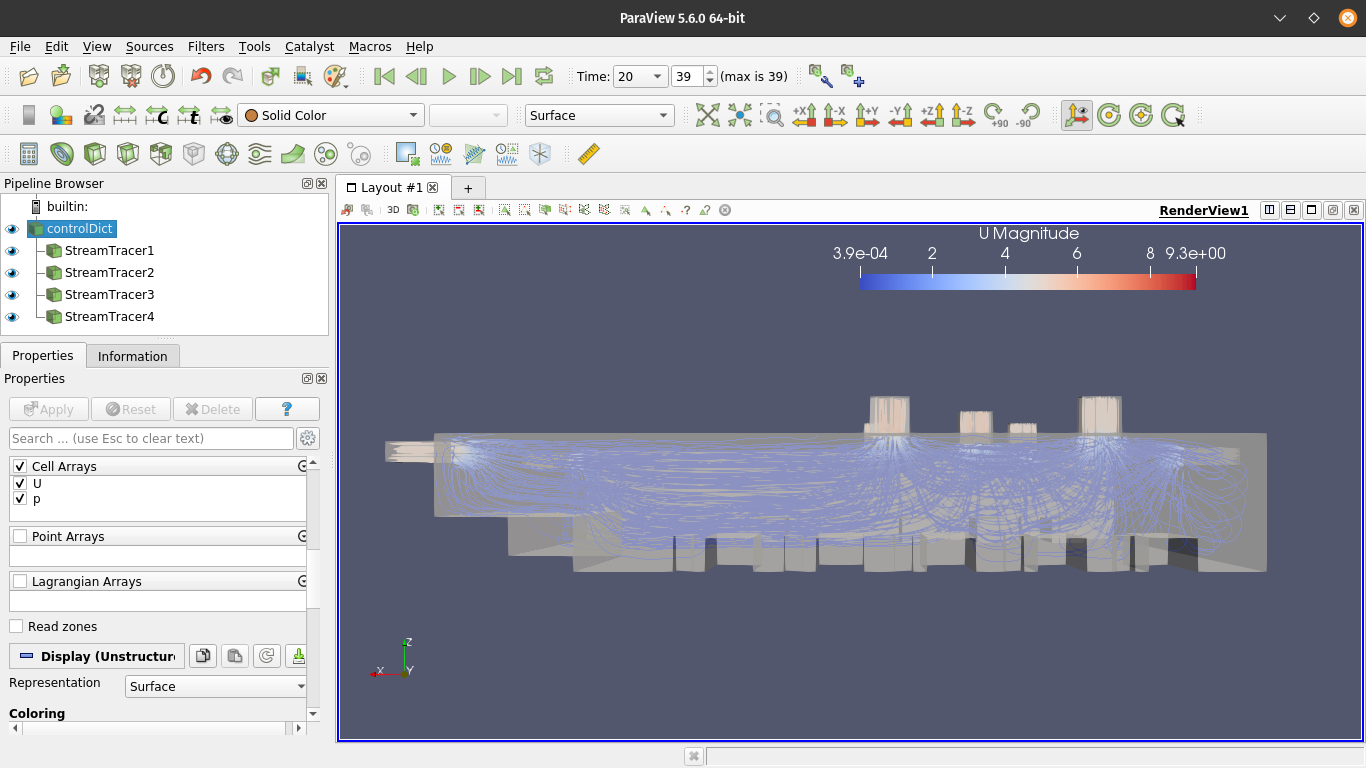 ParaView 5.6.0 64-bit
File Edit View Sources Filters Tools Catalyst Macros Help
Time: 20 39 (max is 39)
+X -X +Y -Y +Z -Z +90 -90
c t Solid Color Surface
Pipeline Browser
Layout #1 +
builtin:
3D
RenderView1
controlDict
StreamTracer1
StreamTracer2
StreamTracer3
StreamTracer4
U Magnitude
3.9e-04 2 4 6 8 9.3e+00
Properties Information
Properties
Apply Reset Delete ?
Search ... (use Esc to clear text)
Cell Arrays
U
p
Point Arrays
Lagrangian Arrays
Read zones
Display (Unstructur
Representation Surface
Coloring
Z
X Y